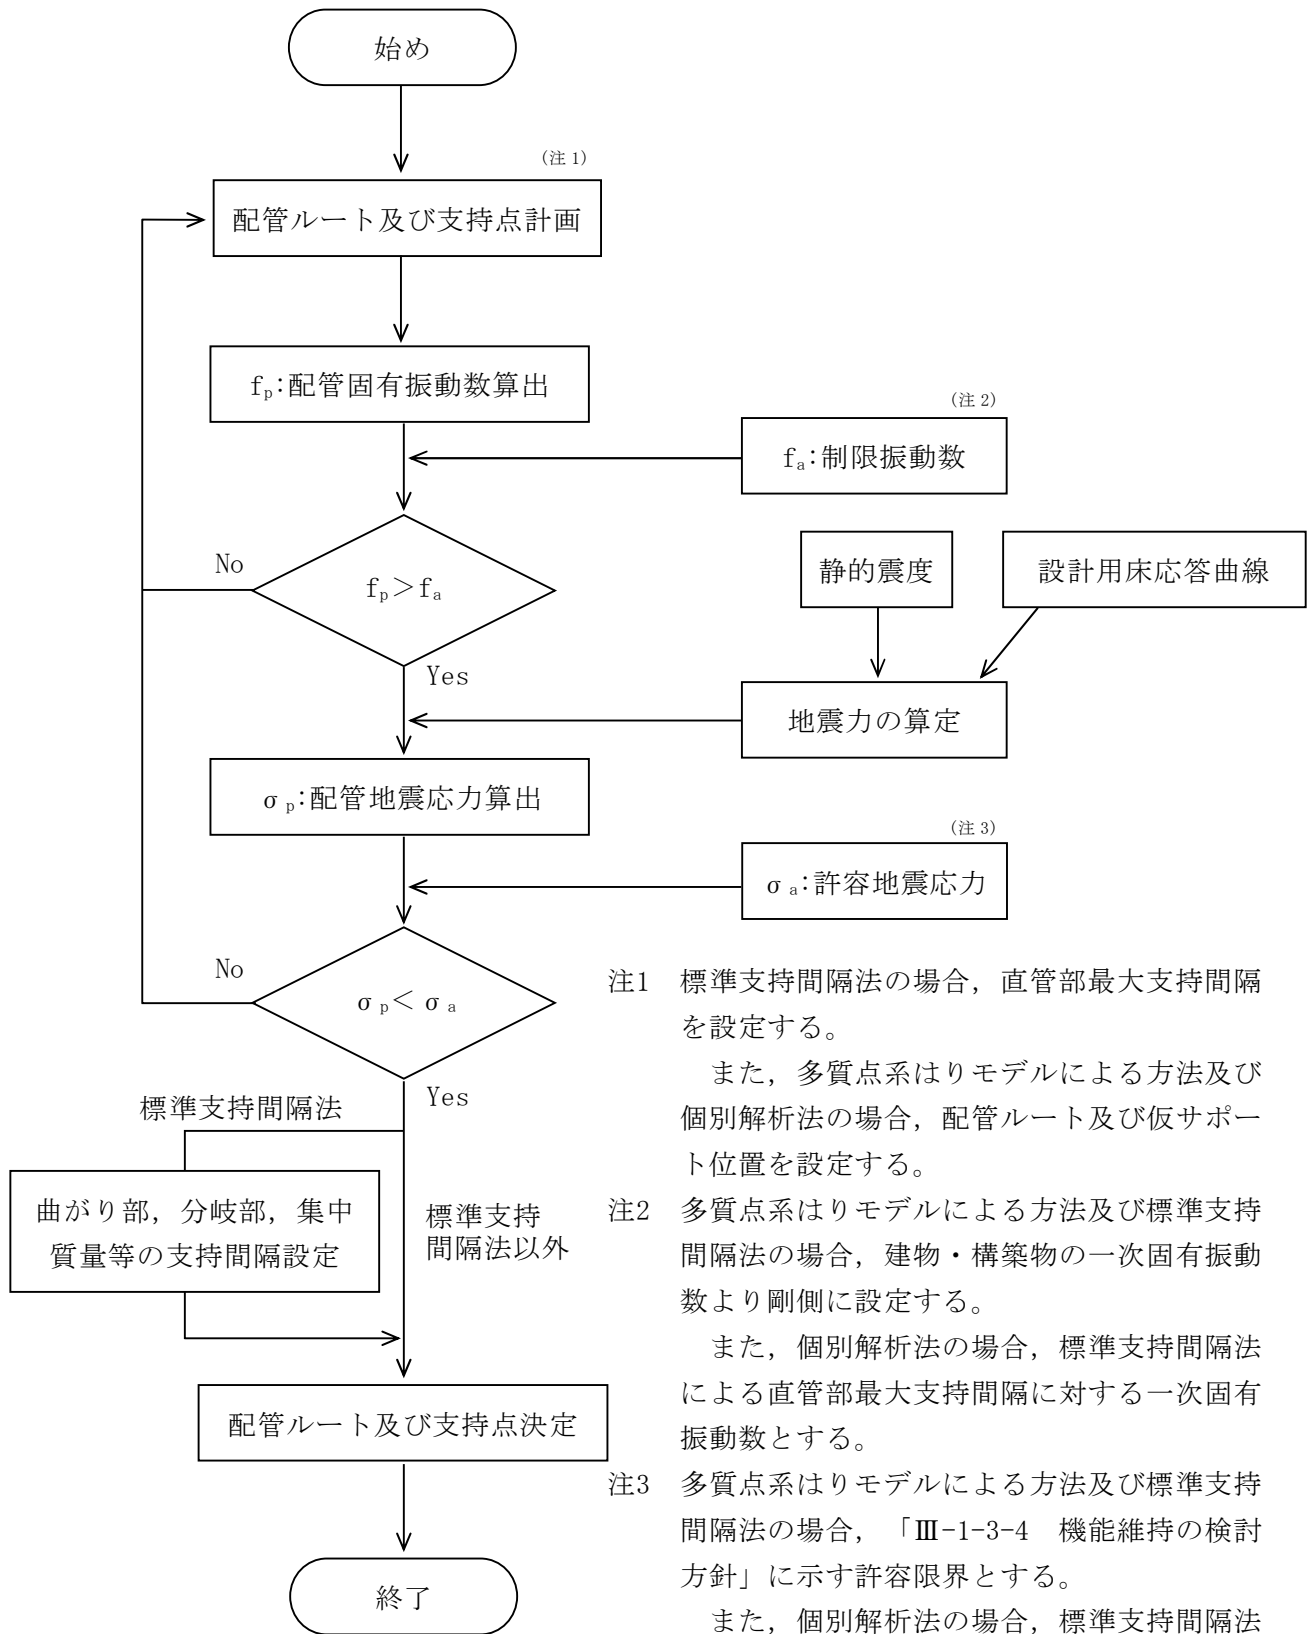 始め
(注 1)
配管ルート及び支持点計画
fp:配管固有振動数算出
(注 2)
fa:制限振動数
No
fp＞fa
静的震度
設計用床応答曲線
Yes
地震力の算定
σp:配管地震応力算出
(注 3)
σa:許容地震応力
No
σp＜σa
Yes
標準支持間隔法
曲がり部，分岐部，集中
質量等の支持間隔設定
標準支持
間隔法以外
配管ルート及び支持点決定
終了
注1　標準支持間隔法の場合，直管部最大支持間隔
を設定する。
また，多質点系はりモデルによる方法及び
個別解析法の場合，配管ルート及び仮サポー
ト位置を設定する。
注2　多質点系はりモデルによる方法及び標準支持
間隔法の場合，建物・構築物の一次固有振動
数より剛側に設定する。
また，個別解析法の場合，標準支持間隔法
による直管部最大支持間隔に対する一次固有
振動数とする。
注3　多質点系はりモデルによる方法及び標準支持
間隔法の場合，「Ⅲ-1-3-4　機能維持の検討
方針」に示す許容限界とする。
また，個別解析法の場合，標準支持間隔法